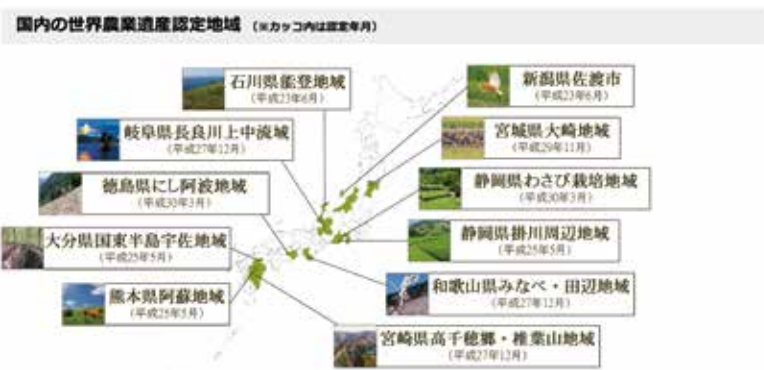 国内の世界農業遺産認定地域 (※カッコ内は認定年月)
石川県能登地域
(平成23年6月)
新潟県佐渡市
(平成23年6月)
岐阜県長良川上中流域
(平成27年12月)
宮城県大崎地域
(平成29年11月)
徳島県にし阿波地域
(平成30年3月)
静岡県わさび栽培地域
(平成30年3月)
大分県国東半島宇佐地域
(平成25年5月)
静岡県掛川周辺地域
(平成25年5月)
熊本県阿蘇地域
(平成25年5月)
和歌山県みなべ・田辺地域
(平成27年12月)
宮崎県高千穂郷・椎葉山地域
(平成27年12月)